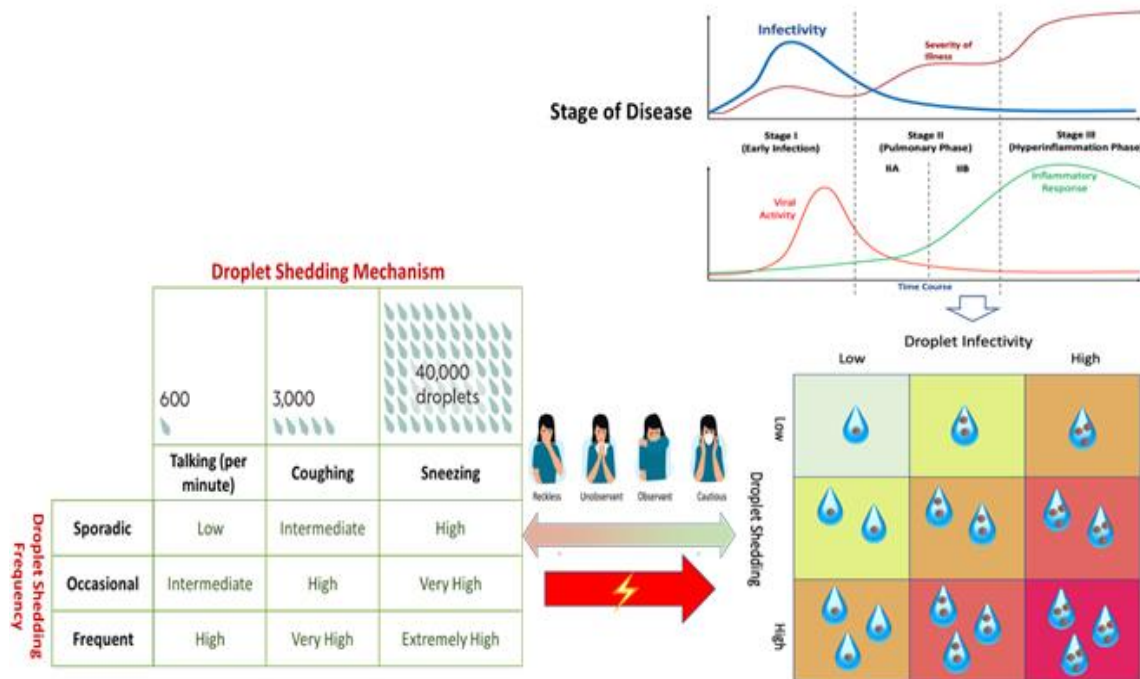 Infectivity
Severity of
Illness
Stage of Disease
Stage I
(Early Infection)
Stage II
(Pulmonary Phase)
Stage III
(Hyperinflammation Phase)
IIA
IIB
Viral
Activity
Inflammatory
Response
Time Course
Droplet Shedding Mechanism
600
3,000
40,000
droplets
Talking (per
minute)
Coughing
Sneezing
Droplet Shedding
Frequency
Sporadic
Low
Intermediate
High
Occasional
Intermediate
High
Very High
Frequent
High
Very High
Extremely High
Reckless
Unobservant
Observant
Cautious
Droplet Infectivity
Low
High
Droplet Shedding
Low
High